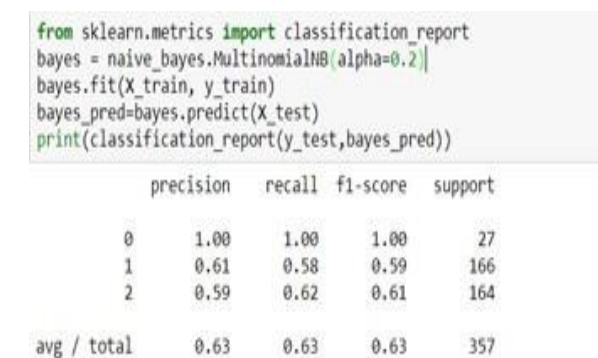 from sklearn.metrics import classification_report
bayes = naive_bayes.MultinomialNB(alpha=0.2)
bayes.fit(X_train, y_train)
bayes_pred=bayes.predict(X_test)
print(classification_report(y_test,bayes_pred))
precision recall f1-score support
0 1.00 1.00 1.00 27
1 0.61 0.58 0.59 166
2 0.59 0.62 0.61 164
avg / total 0.63 0.63 0.63 357